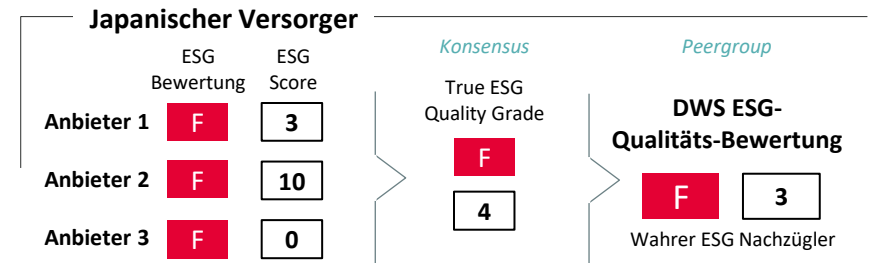 Japanischer Versorger
ESG Bewertung
ESG Score
Anbieter 1 F 3
Anbieter 2 F 10
Anbieter 3 F 0
Konsensus
True ESG
Quality Grade
F
4
Peergroup
DWS ESG-
Qualitäts-Bewertung
F 3
Wahrer ESG Nachzügler